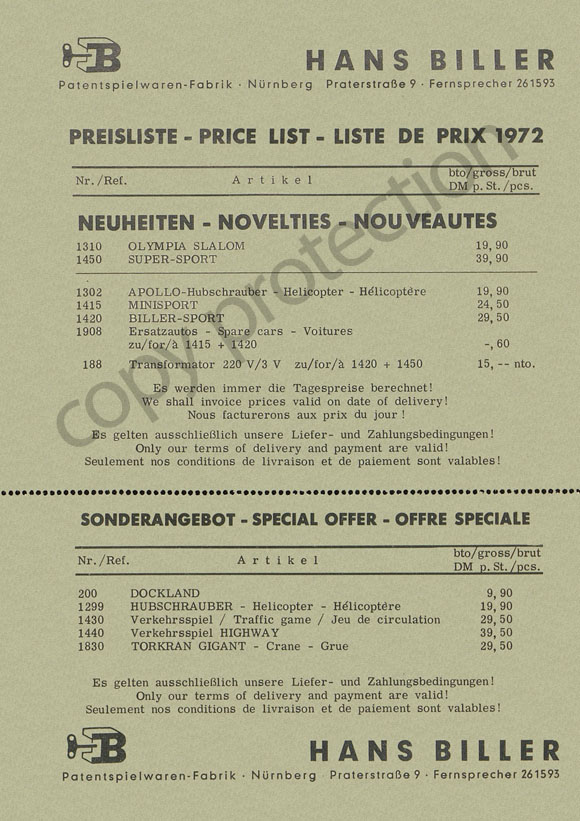 B
HANS BILLER
Patentspielwaren-Fabrik · Nürnberg Praterstraße 9 · Fernsprecher 261593
PREISLISTE - PRICE LIST - LISTE DE PRIX 1972
Nr./Ref. Artikel bto/gross/brut
DM p. St. /pcs.
NEUHEITEN - NOVELTIES - NOUVEAUTES
1310 OLYMPIA SLALOM 19,90
1450 SUPER-SPORT 39,90
1302 APOLLO-Hubschrauber - Helicopter - Hélicoptère 19,90
1415 MINISPORT 24,50
1420 BILLER-SPORT 29,50
1908 Ersatzautos - Spare cars - Voitures
zu/for/à 1415 + 1420 -,60
188 Transformator 220 V/3 V zu/for/à 1420 + 1450 15,-- nto.
Es werden immer die Tagespreise berechnet!
We shall invoice prices valid on date of delivery!
Nous facturerons aux prix du jour !
Es gelten ausschließlich unsere Liefer- und Zahlungsbedingungen!
Only our terms of delivery and payment are valid!
Seulement nos conditions de livraison et de paiement sont valables!
copy protection
SONDERANGEBOT - SPECIAL OFFER - OFFRE SPECIALE
Nr./Ref. Artikel bto/gross/brut
DM p. St. /pcs.
200 DOCKLAND 9,90
1299 HUBSCHRAUBER - Helicopter - Hélicoptère 19,90
1430 Verkehrsspiel / Traffic game / Jeu de circulation 29,50
1440 Verkehrsspiel HIGHWAY 39,50
1830 TORKRAN GIGANT - Crane - Grue 29,50
Es gelten ausschließlich unsere Liefer- und Zahlungsbedingungen!
Only our terms of delivery and payment are valid!
Seulement nos conditions de livraison et de paiement sont valables!
B
HANS BILLER
Patentspielwaren-Fabrik · Nürnberg Praterstraße 9 · Fernsprecher 261593